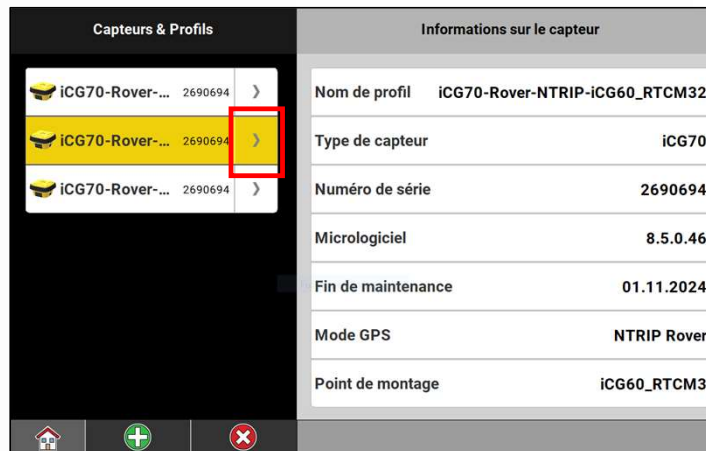 Capteurs & Profils
iCG70-Rover-... 2690694
iCG70-Rover-... 2690694
iCG70-Rover-... 2690694
Informations sur le capteur
Nom de profil iCG70-Rover-NTRIP-iCG60_RTCM32
Type de capteur iCG70
Numéro de série 2690694
Micrologiciel 8.5.0.46
Fin de maintenance 01.11.2024
Mode GPS NTRIP Rover
Point de montage iCG60_RTCM3